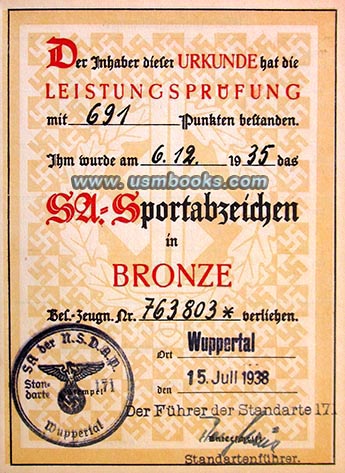 Der Inhaber dieser URKUNDE hat die
LEISTUNGSPRÜFUNG
mit 691 Punkten bestanden.
Ihm wurde am 6.12. 1935 das
www.usmbooks.com
SA.-Sportabzeichen
in
BRONZE
Bes.-Zeugn. Nr. 763803* verliehen.
Ort Wuppertal
den 15. Juli 1938
SA der N.S.D.A.P.
Standarte
Stempel
171
Wuppertal
Der Führer der Standarte 171
Standartenführer.